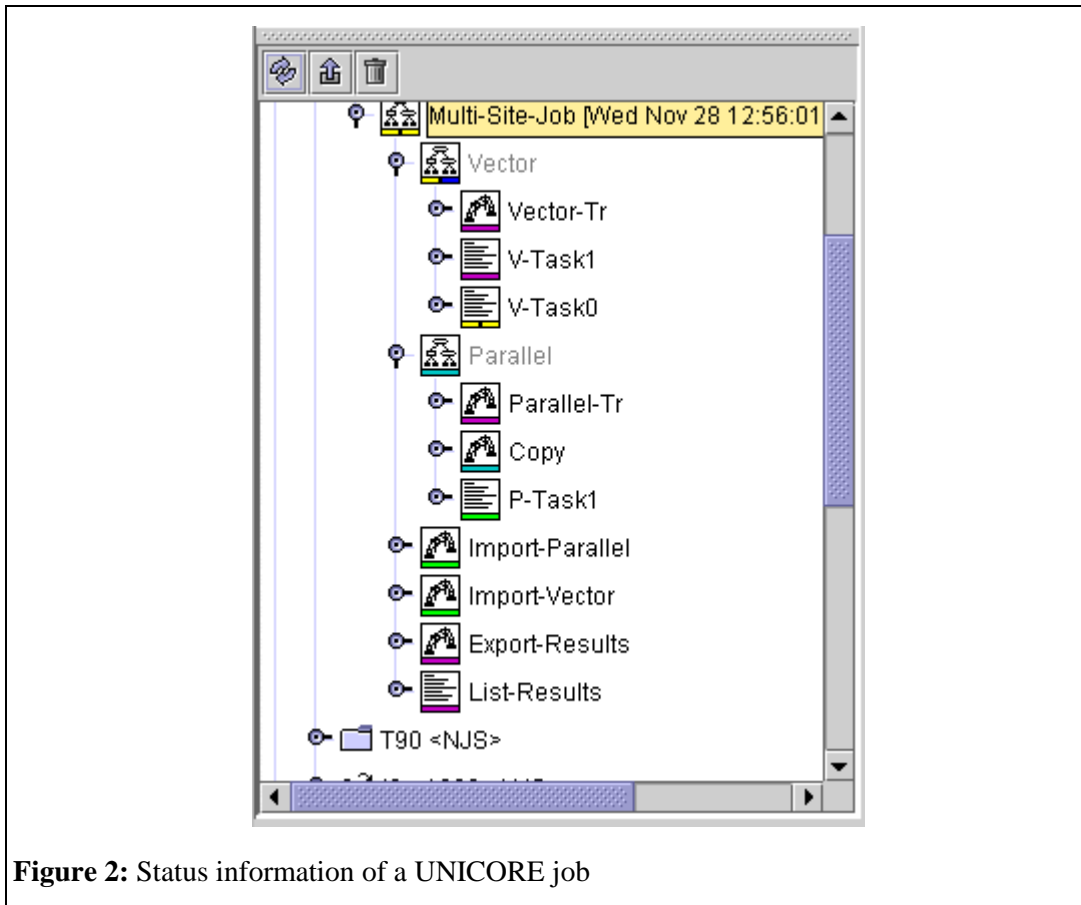 Multi-Site-Job [Wed Nov 28 12:56:01
Vector
Vector-Tr
V-Task1
V-Task0
Parallel
Parallel-Tr
Copy
P-Task1
Import-Parallel
Import-Vector
Export-Results
List-Results
T90 <NJS>
Figure 2: Status information of a UNICORE job